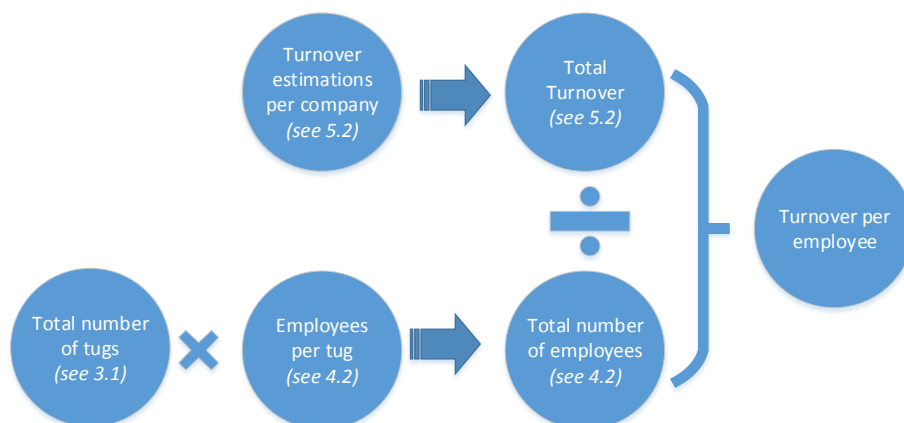 Turnover
estimations
per company
(see 5.2)
Total
Turnover
(see 5.2)
Turnover per
employee
Total number
of tugs
(see 3.1)
Employees
per tug
(see 4.2)
Total number
of employees
(see 4.2)